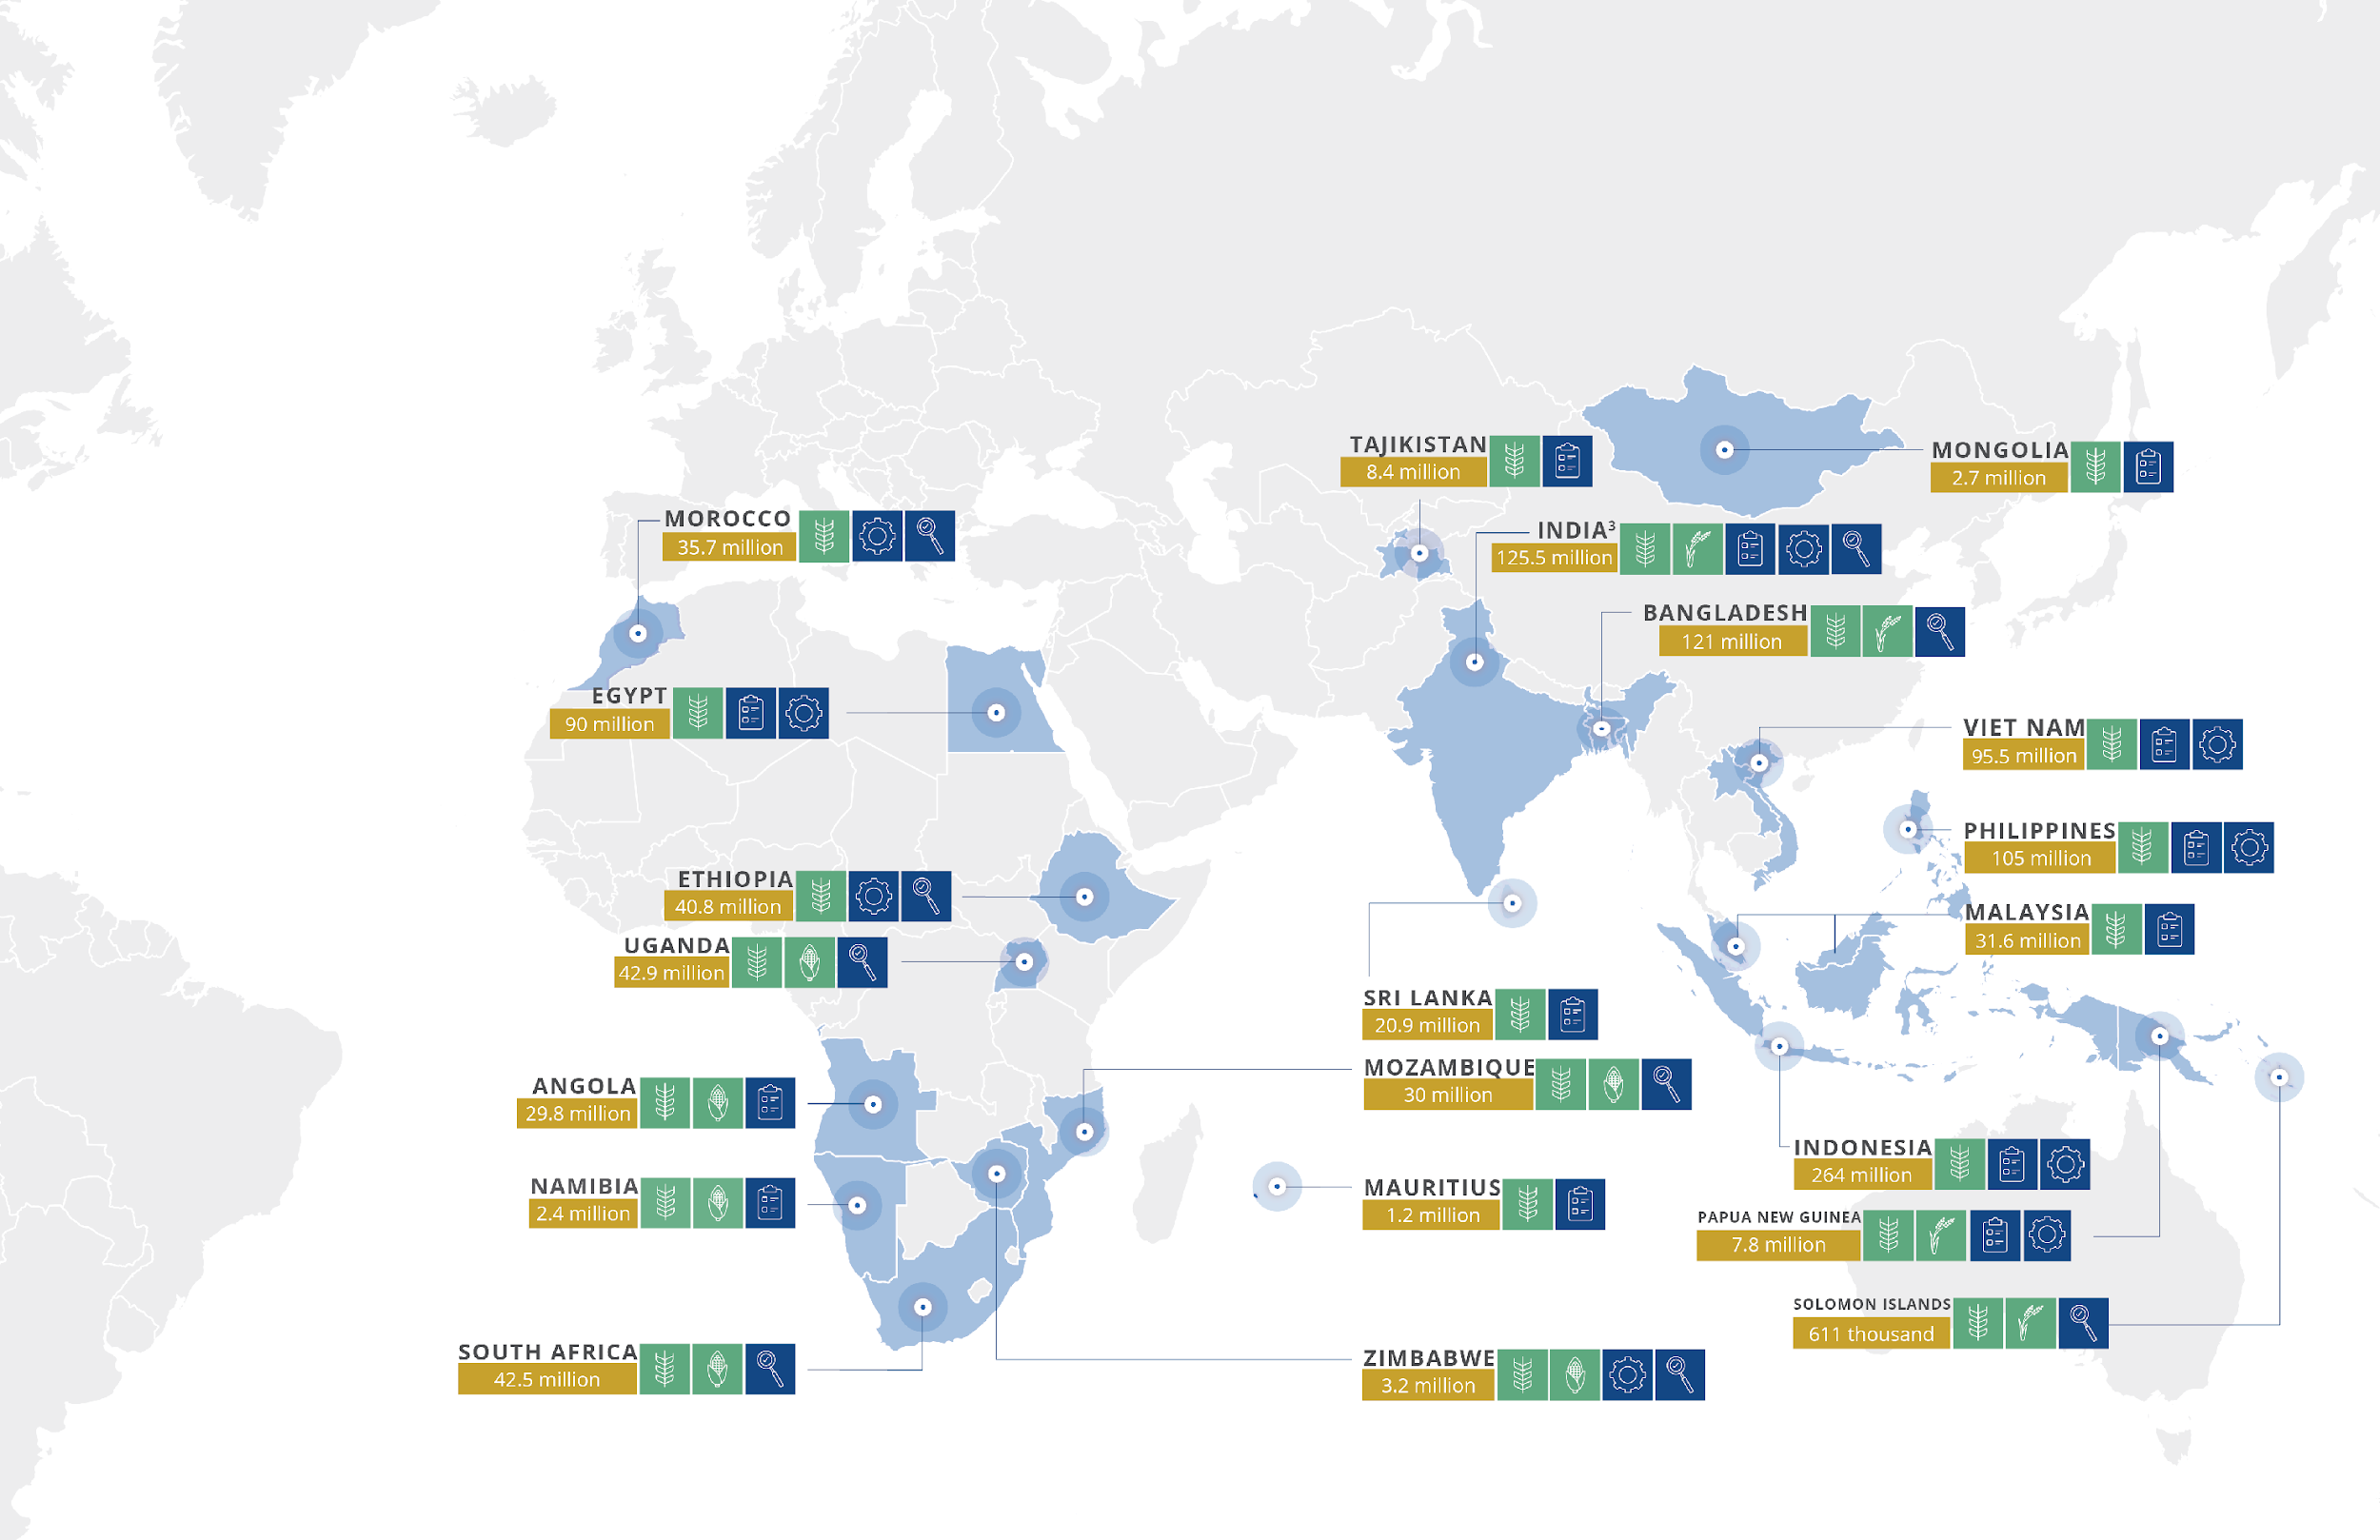 TAJIKISTAN
8.4 million
MONGOLIA
2.7 million
MOROCCO
35.7 million
INDIA³
125.5 million
BANGLADESH
121 million
EGYPT
90 million
VIET NAM
95.5 million
PHILIPPINES
105 million
ETHIOPIA
40.8 million
MALAYSIA
31.6 million
UGANDA
42.9 million
SRI LANKA
20.9 million
MOZAMBIQUE
30 million
ANGOLA
29.8 million
INDONESIA
264 million
NAMIBIA
2.4 million
MAURITIUS
1.2 million
PAPUA NEW GUINEA
7.8 million
SOLOMON ISLANDS
611 thousand
SOUTH AFRICA
42.5 million
ZIMBABWE
3.2 million